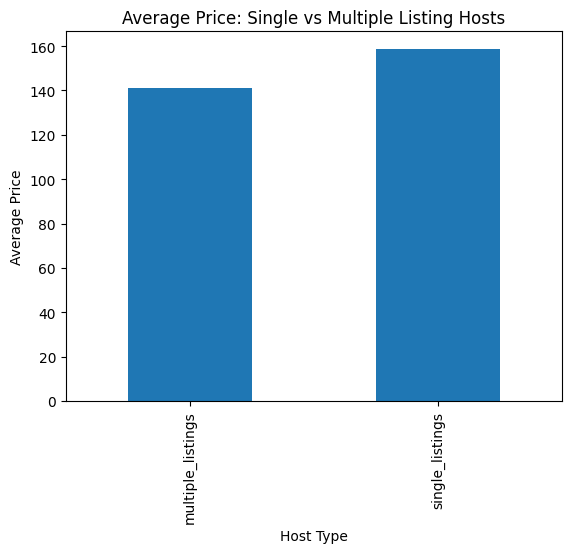 Average Price: Single vs Multiple Listing Hosts
160
140
120
100
80
60
40
20
0
Average Price
multiple_listings
single_listings
Host Type